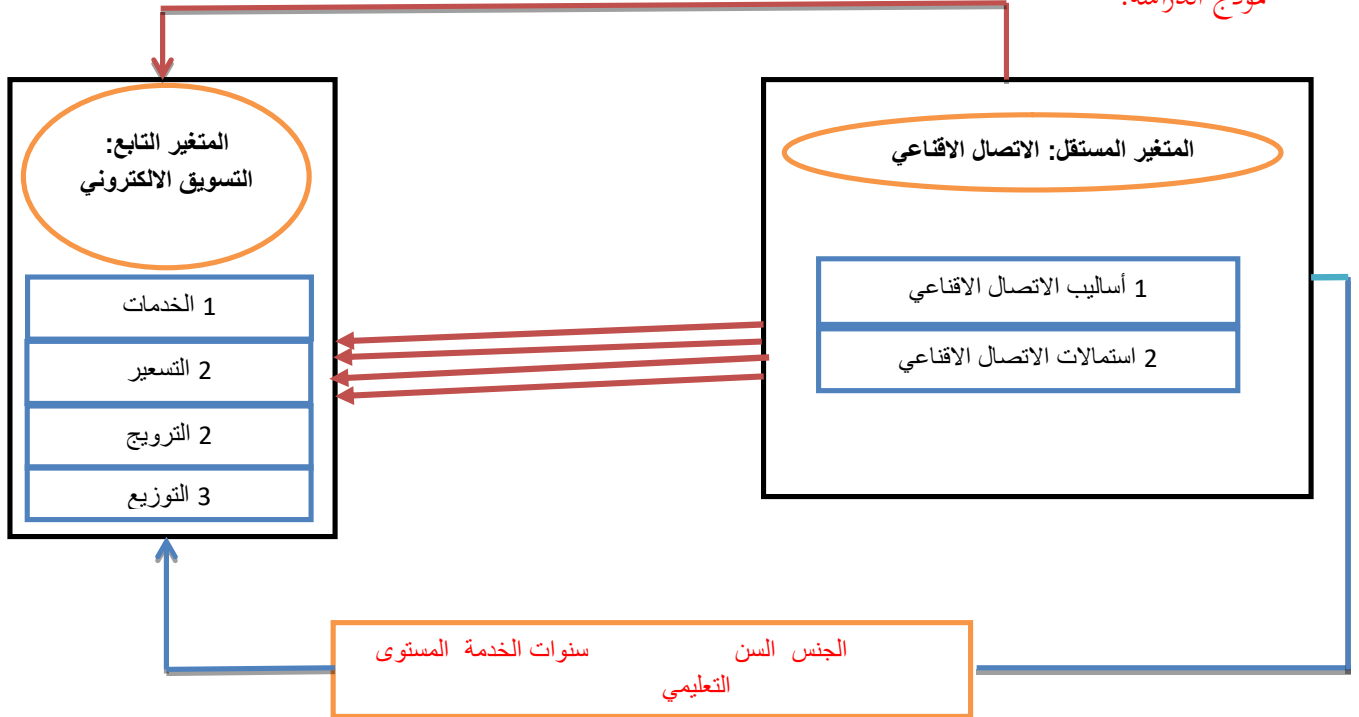 الدراسة:
المتغير المستقل: الاتصال الاقناعي
1 أساليب الاتصال الاقناعي
2 استمالات الاتصال الاقناعي
المتغير التابع:
التسويق الالكتروني
1 الخدمات
2 التسعير
2 الترويج
3 التوزيع
الجنس السن سنوات الخدمة المستوى
التعليمي